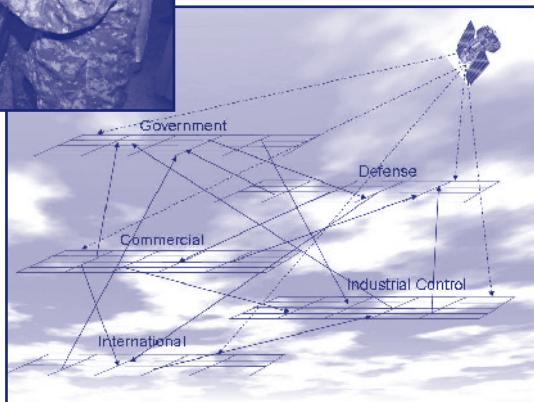 Government
Defense
Commercial
Industrial Control
International